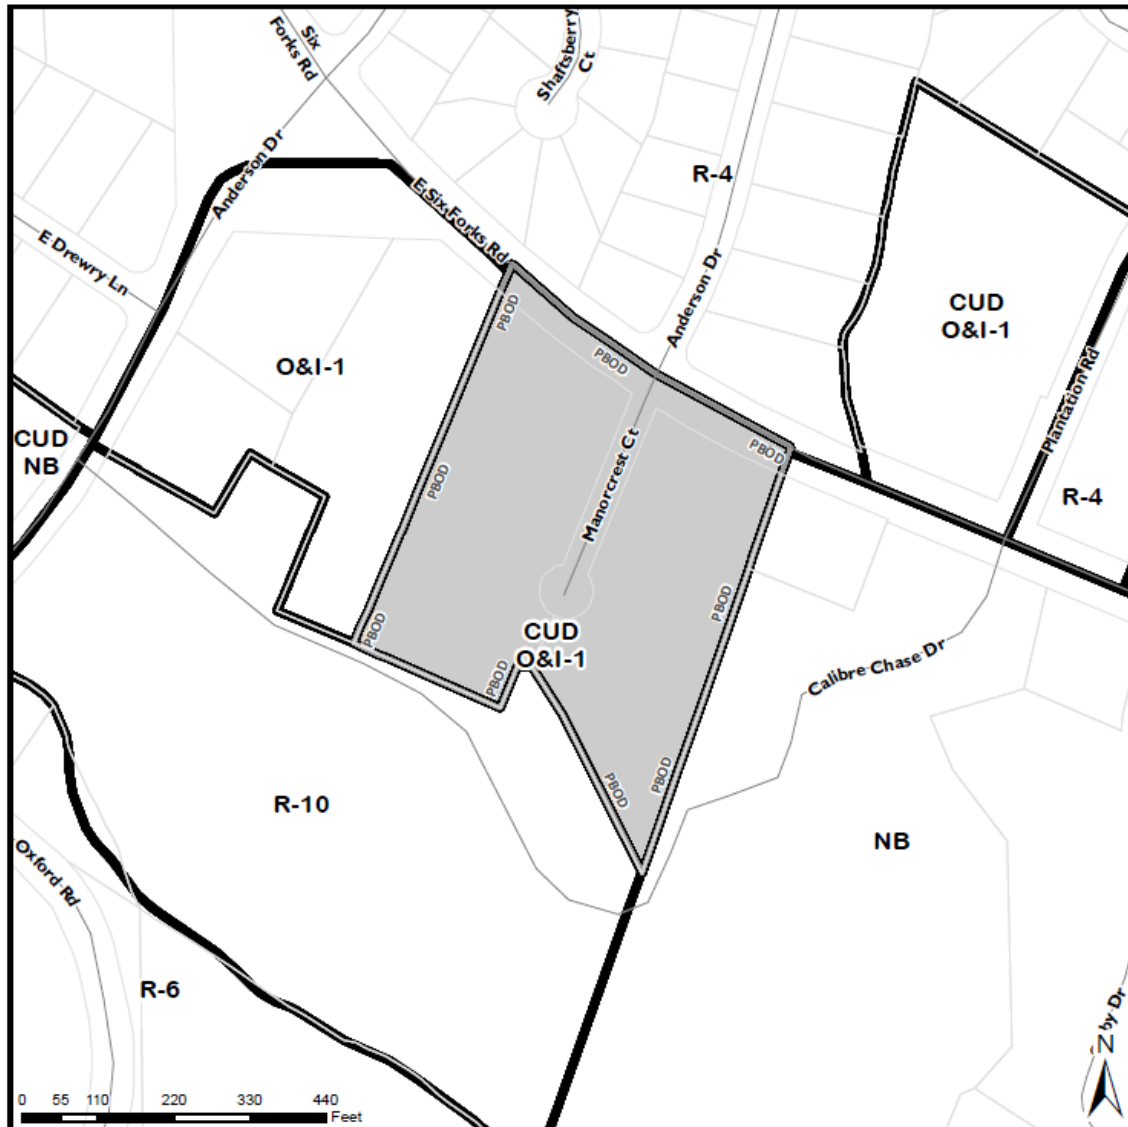 Six
Forks Rd
Shaftsberry
Ct
Anderson Dr
R-4
E Six Forks Rd
E Drewry Ln
Anderson Dr
CUD
O&I-1
PBOD
PBOD
O&I-1
Plantation Rd
CUD
NB
PBOD
PBOD
Manorcrest Ct
R-4
PBOD
PBOD
CUD
O&I-1
PBOD
Calibre Chase Dr
PBOD
PBOD
R-10
NB
Oxford Rd
R-6
by Dr
N
0 55 110 220 330 440
Feet